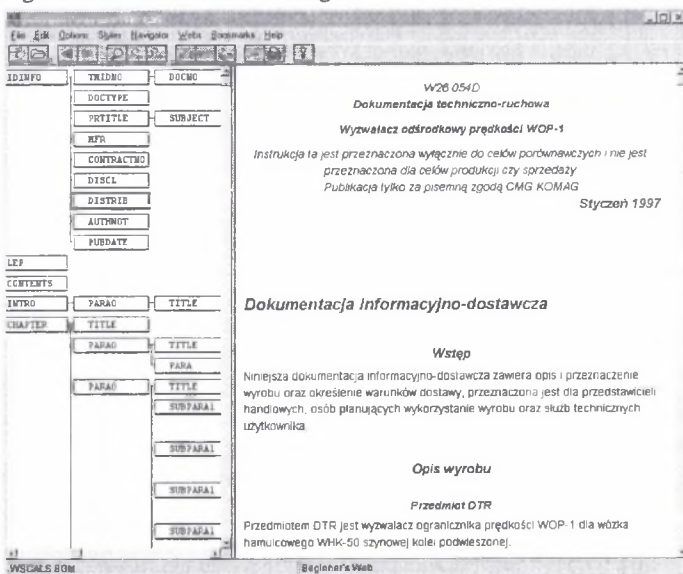 File Edit Options Styles Navigator Webs Bookmarks Help
IDINFO TMIDNO DOCNO
DOCTYPE
PRTITLE SUBJECT
MFR
CONTRACTNO
DISCL
DISTRIB
AUTHNOT
PUBDATE
LEP
CONTENTS
INTRO PARA0 TITLE
CHAPTER TITLE
PARA0 TITLE
PARA
PARA0 TITLE
SUBPARA1
SUBPARA1
SUBPARA1
SUBPARA1
W26 054D
Dokumentacja techniczno-ruchowa
Wyzwalacz odśrodkowy prędkości WOP-1
Instrukcja ta jest przeznaczona wyłącznie do celów porównawczych i nie jest
przeznaczona dla celów produkcji czy sprzedaży
Publikacja tylko za pisemną zgodą CMG KOMAG
Styczeń 1997
Dokumentacja informacyjno-dostawcza
Wstęp
Niniejsza dokumentacja informacyjno-dostawcza zawiera opis i przeznaczenie
wyrobu oraz określenie warunków dostawy, przeznaczona jest dla przedstawicieli
handlowych, osób planujących wykorzystanie wyrobu oraz służb technicznych
użytkownika.
Opis wyrobu
Przedmiot DTR
Przedmiotem DTR jest wyzwalacz ogranicznika prędkości WOP-1 dla wózka
hamulcowego WHK-50 szynowej kolei podwieszonej.
.WSCALS BOM Beginner's Web